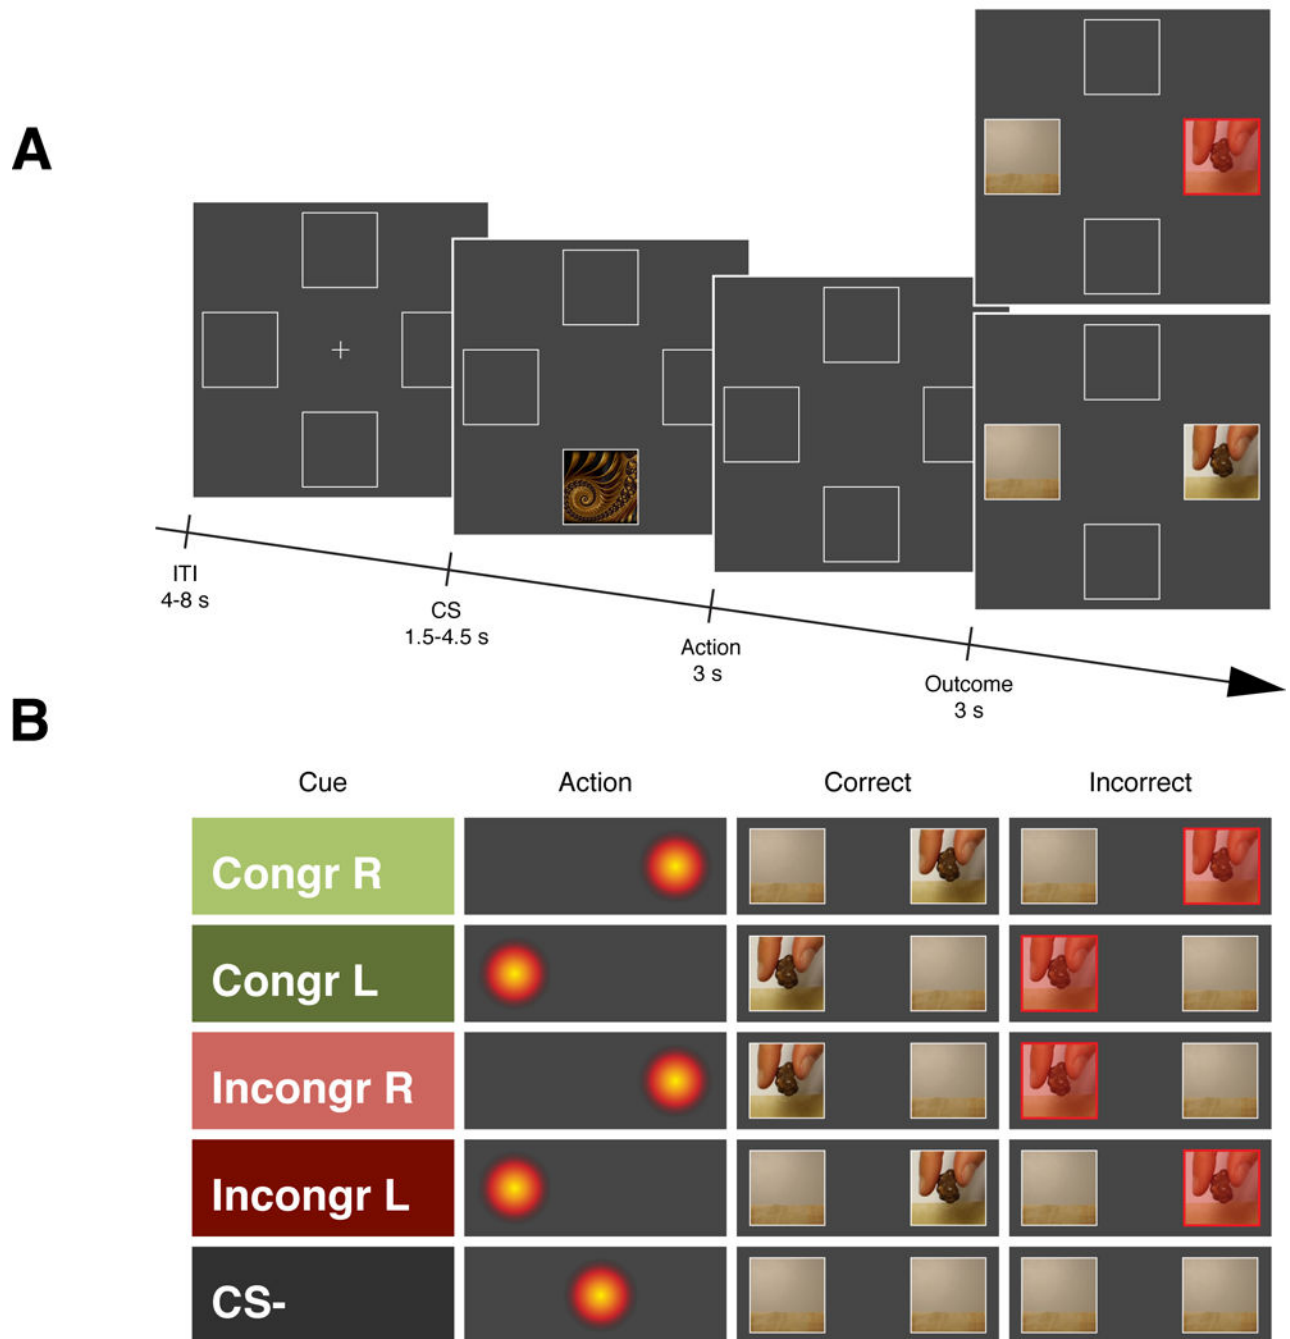 A
ITI
4-8 s
CS
1.5-4.5 s
Action
3 s
Outcome
3 s
B
Cue Action Correct Incorrect
Congr R
Congr L
Incongr R
Incongr L
CS-